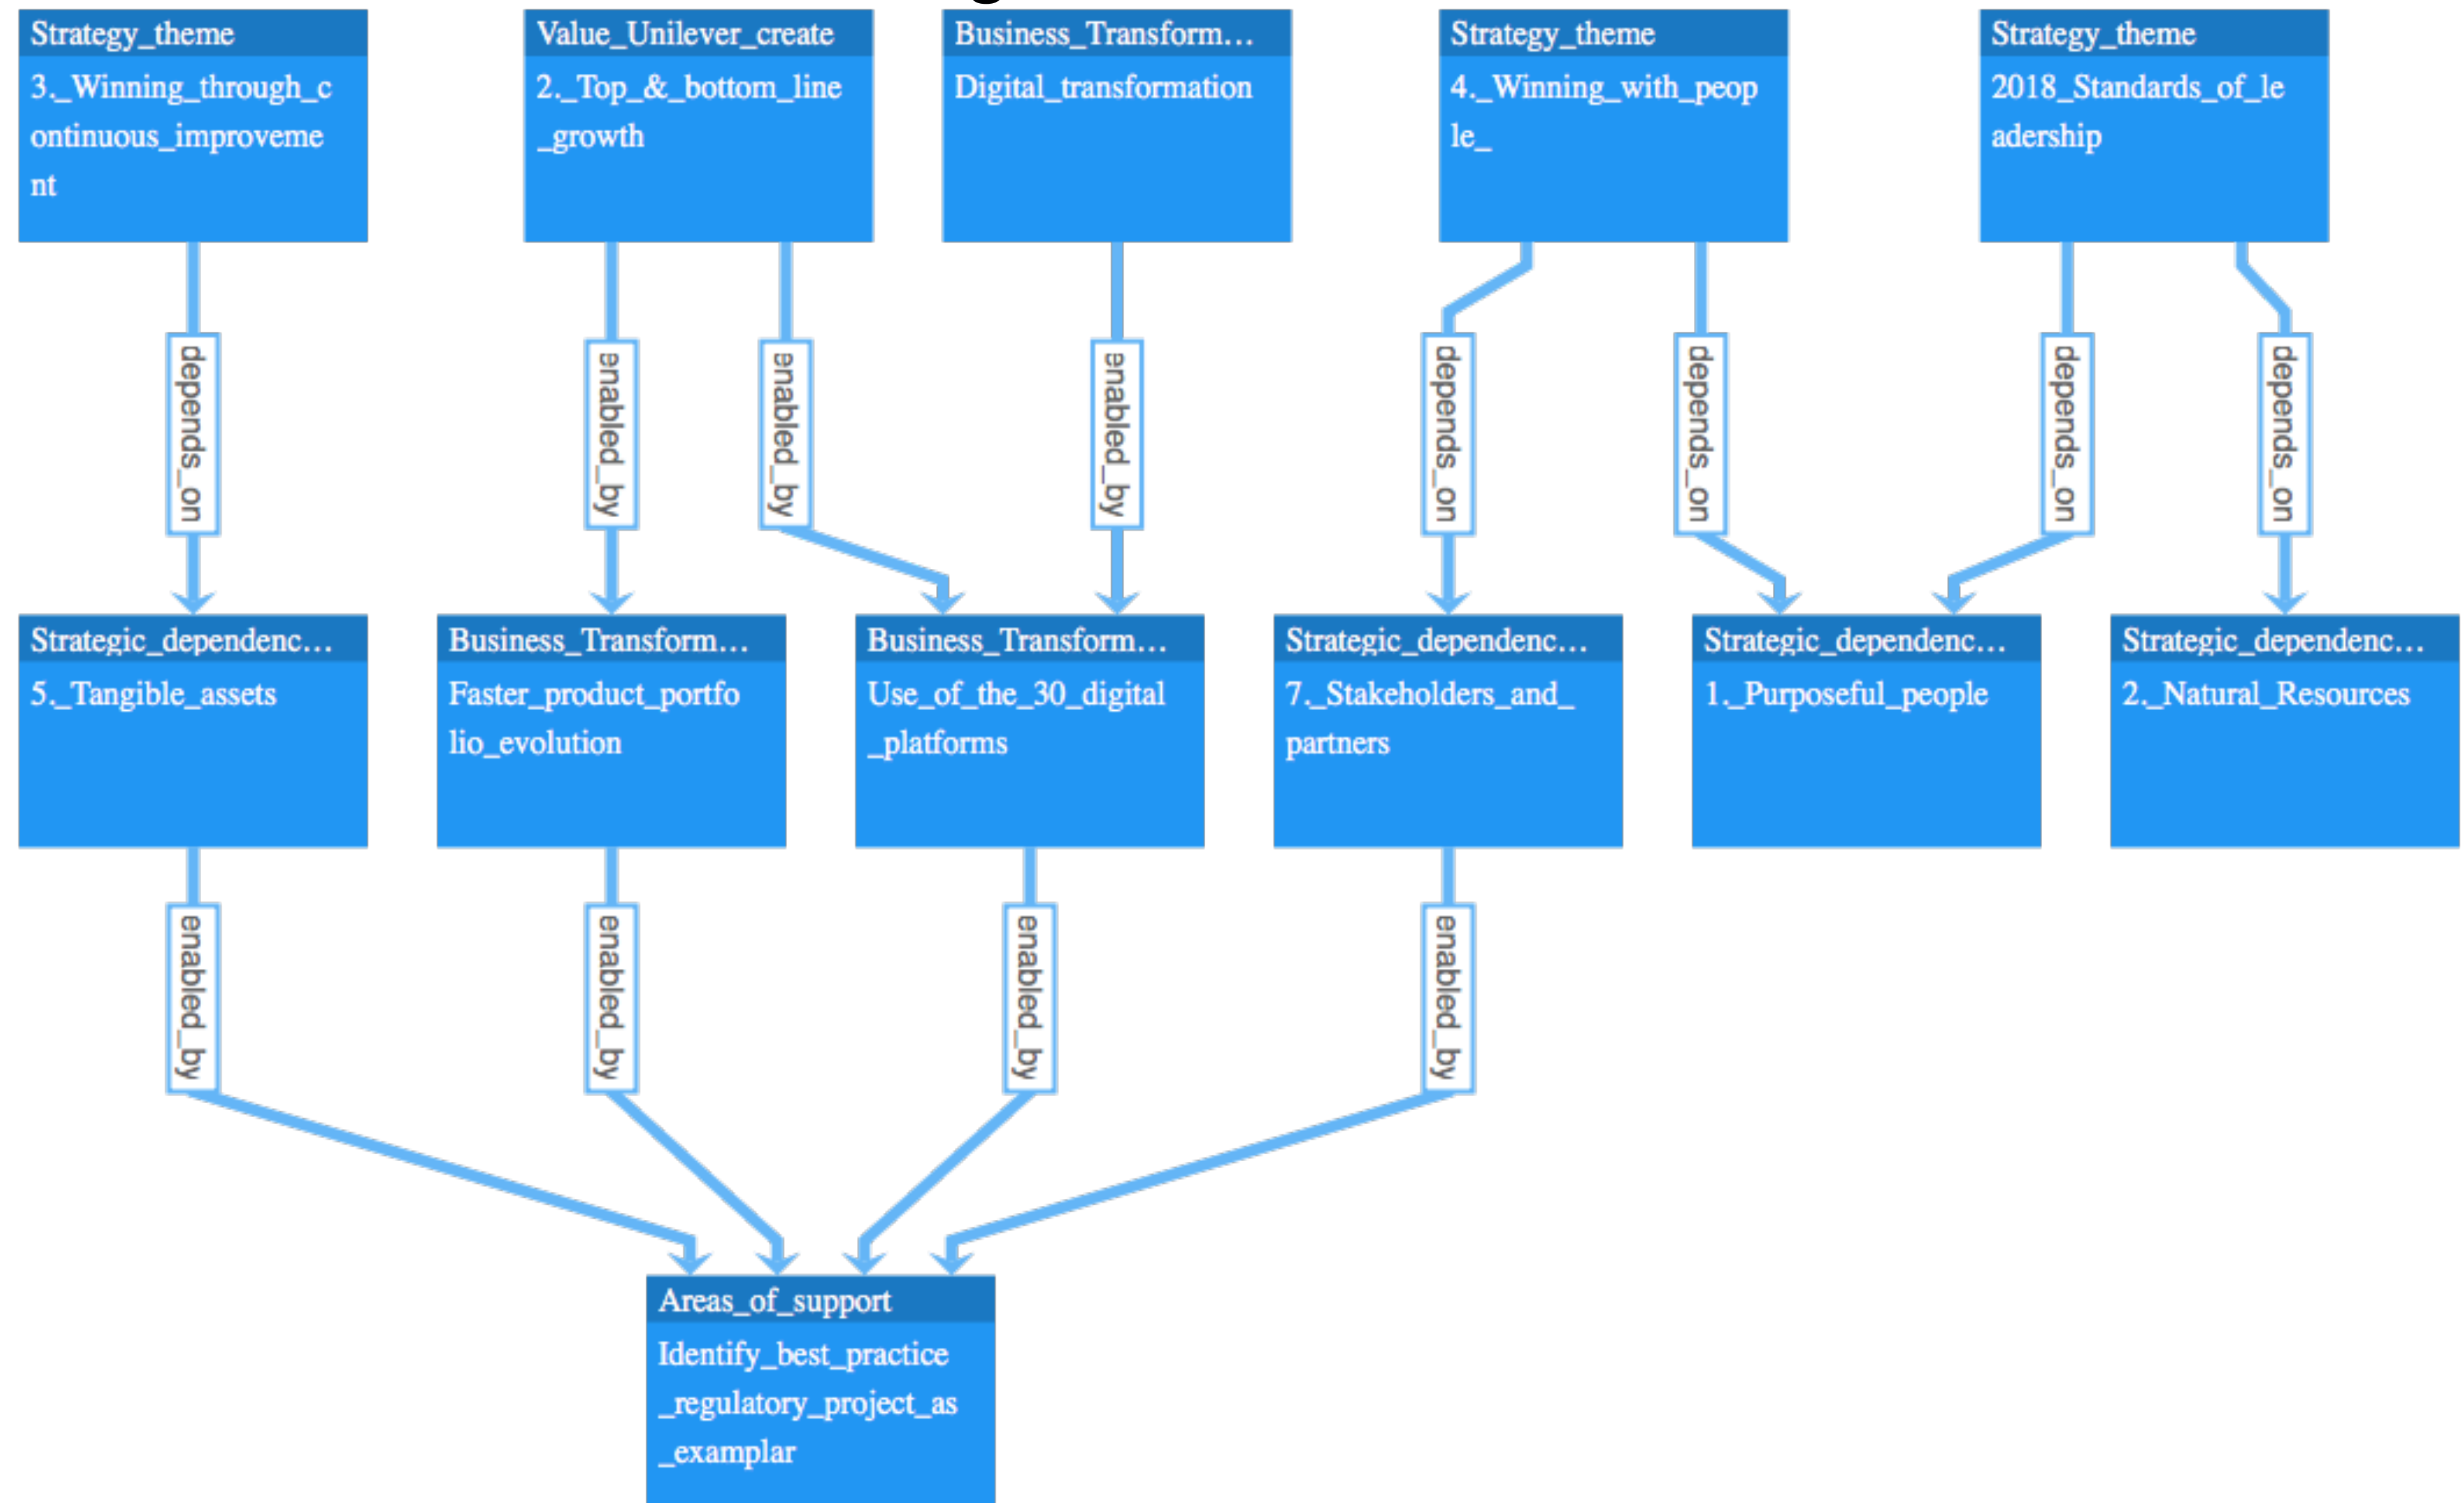 Strategy_theme
3._Winning_through_c
ontinuous_improveme
nt
Value_Unilever_create
2._Top_&_bottom_line
_growth
Business_Transform...
Digital_transformation
Strategy_theme
4._Winning_with_peop
le_
Strategy_theme
2018_Standards_of_le
adership
depends_on
enabled_by
enabled_by
enabled_by
depends_on
depends_on
depends_on
depends_on
Strategic_dependenc...
5._Tangible_assets
Business_Transform...
Faster_product_portfo
lio_evolution
Business_Transform...
Use_of_the_30_digital
_platforms
Strategic_dependenc...
7._Stakeholders_and_
partners
Strategic_dependenc...
1._Purposeful_people
Strategic_dependenc...
2._Natural_Resources
enabled_by
enabled_by
enabled_by
enabled_by
Areas_of_support
Identify_best_practice
_regulatory_project_as
_examplar